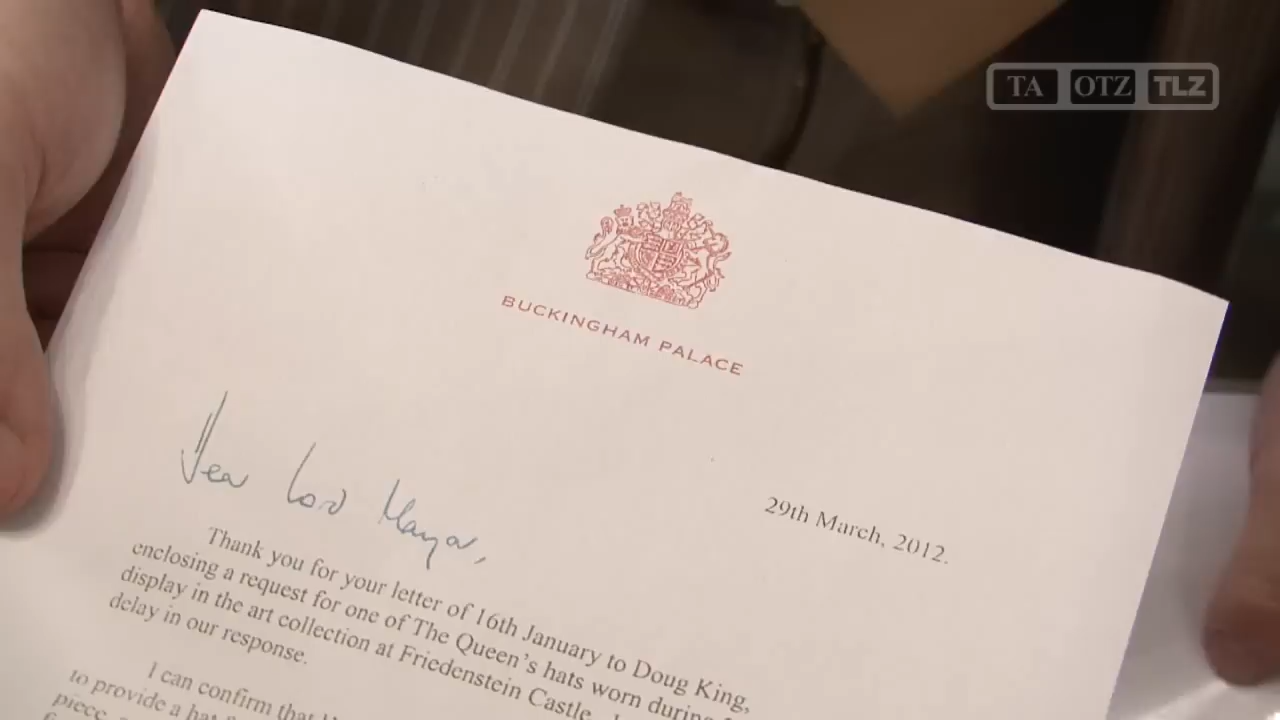 TA OTZ TLZ
BUCKINGHAM PALACE
29th March, 2012.
Dear Lord Mayor,
Thank you for your letter of 16th January to Doug King,
enclosing a request for one of The Queen's hats worn during
display in the art collection at Friedenstein Castle.
delay in our response.
I can confirm that
to provide a hat
piece